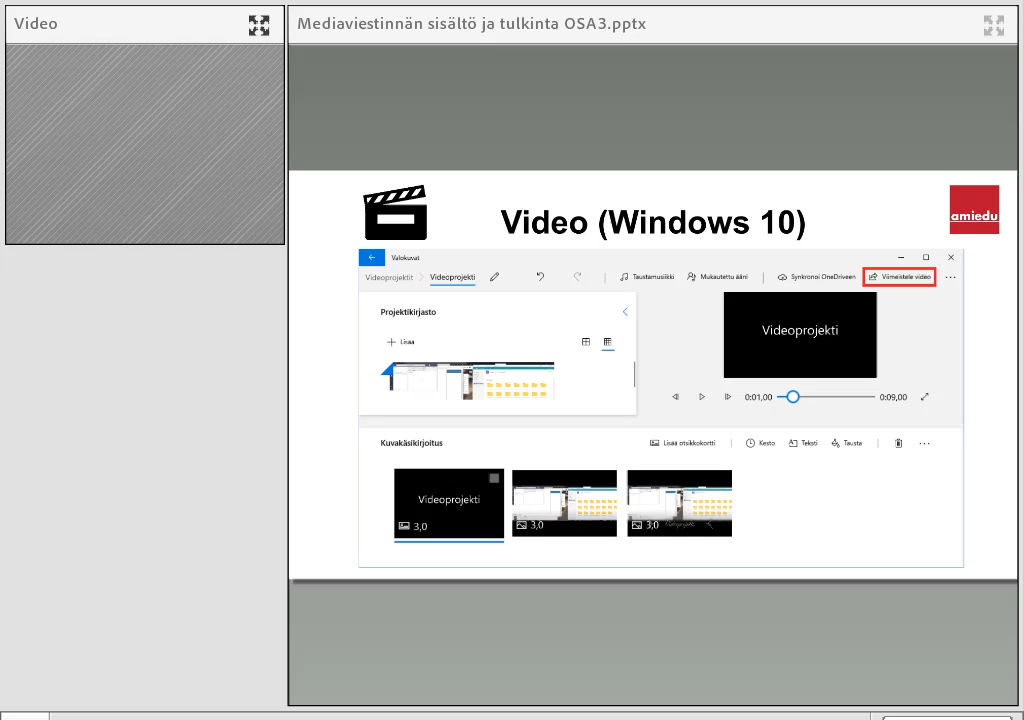 Video
Mediaviestinnän sisältö ja tulkinta OSA3.pptx
Video (Windows 10)
amiedu
Valokuvat
Videoprojektit
Videoprojekti
Taustamusiikki
Mukautettu ääni
Synkronoi OneDriveen
Viimeistele video
Projektikirjasto
Lisää
Videoprojekti
0:01,00
0:09,00
Kuvakäsikirjoitus
Lisää otsikkokortti
Kesto
Teksti
Tausta
Videoprojekti
3,0
3,0
3,0
Videoprojekti